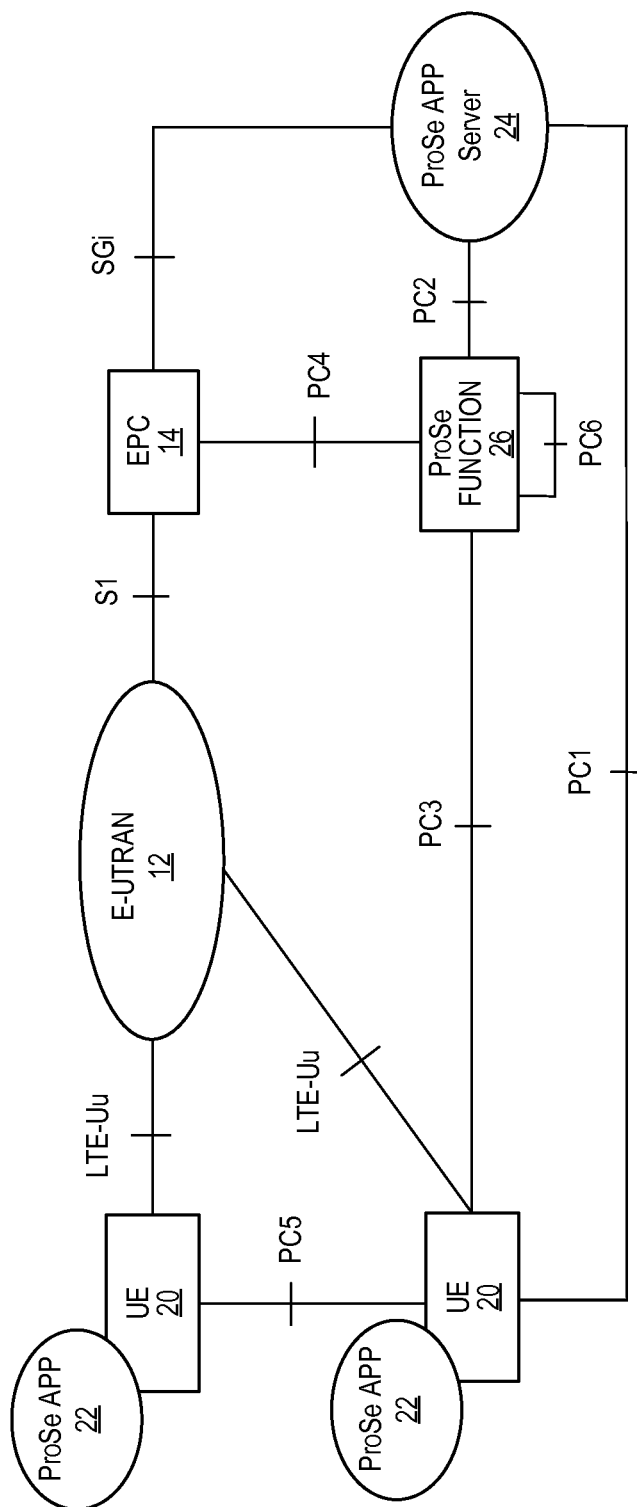 ProSe APP
22
UE
20
LTE-Uu
E-UTRAN
12
S1
EPC
14
SGi
PC5
LTE-Uu
PC4
ProSe APP
22
UE
20
PC3
ProSe
FUNCTION
26
PC6
PC2
ProSe APP
Server
24
PC1